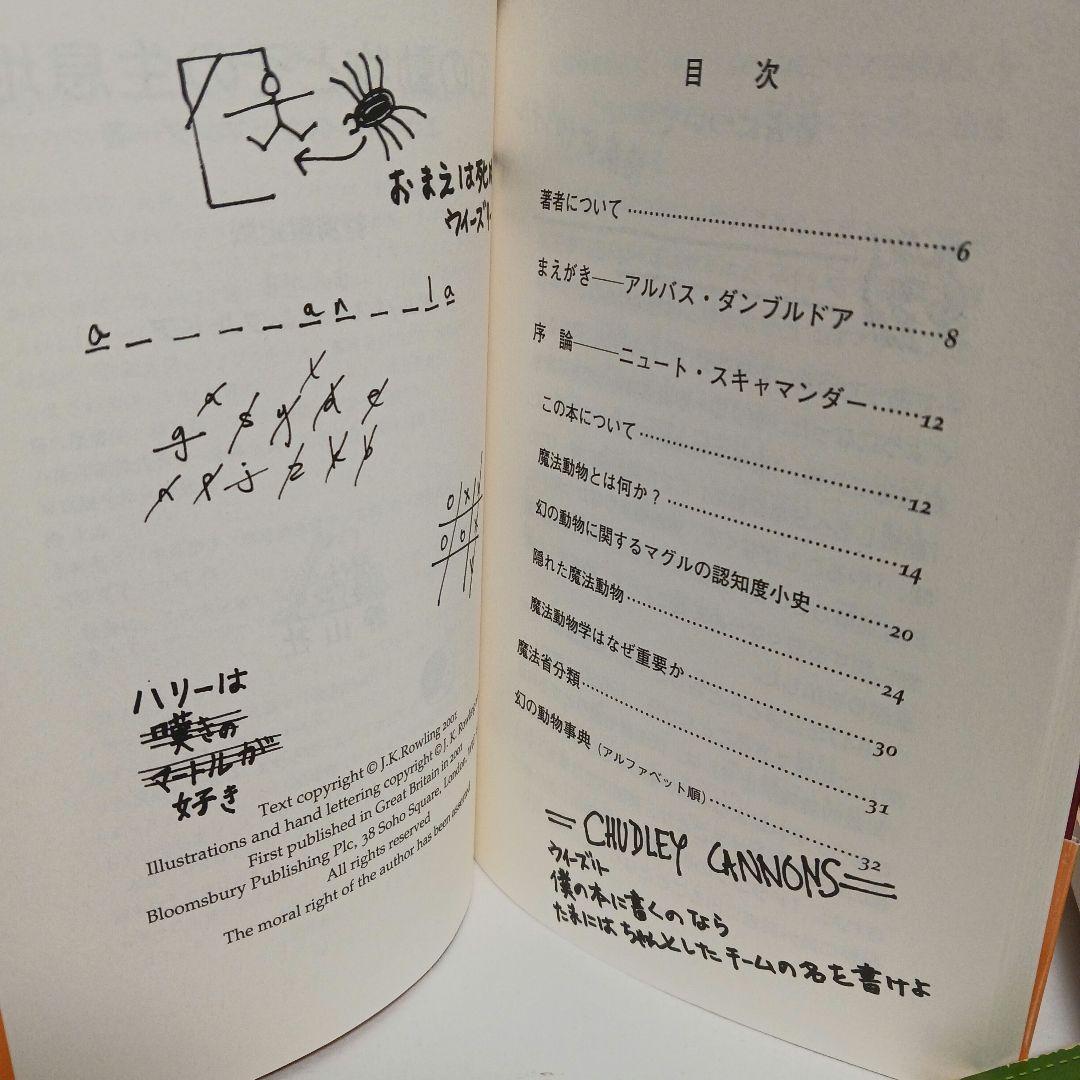 おまえは死
ウィーズリー
a _ _ _ _ a n _ _ l a
ハリーは
嘆きの
マートルが
好き
Text copyright © J.K.Rowling 2001
Illustrations and hand lettering copyright © J. K. Rowling
First published in Great Britain in 2001
Bloomsbury Publishing Plc, 38 Soho Square, London,
All rights reserved
The moral right of the author has been asserted
目 次
著者について 6
まえがき――アルバス・ダンブルドア 8
序 論――ニュート・スキャマンダー 12
この本について 12
魔法動物とは何か? 14
幻の動物に関するマグルの認知度小史 20
隠れた魔法動物 24
魔法動物学はなぜ重要か 30
魔法省分類 31
幻の動物事典(アルファベット順) 32
CHUDLEY CANNONS
ウィーズリー
僕の本に書くのなら
たまにはちゃんとしたチームの名を書けよ